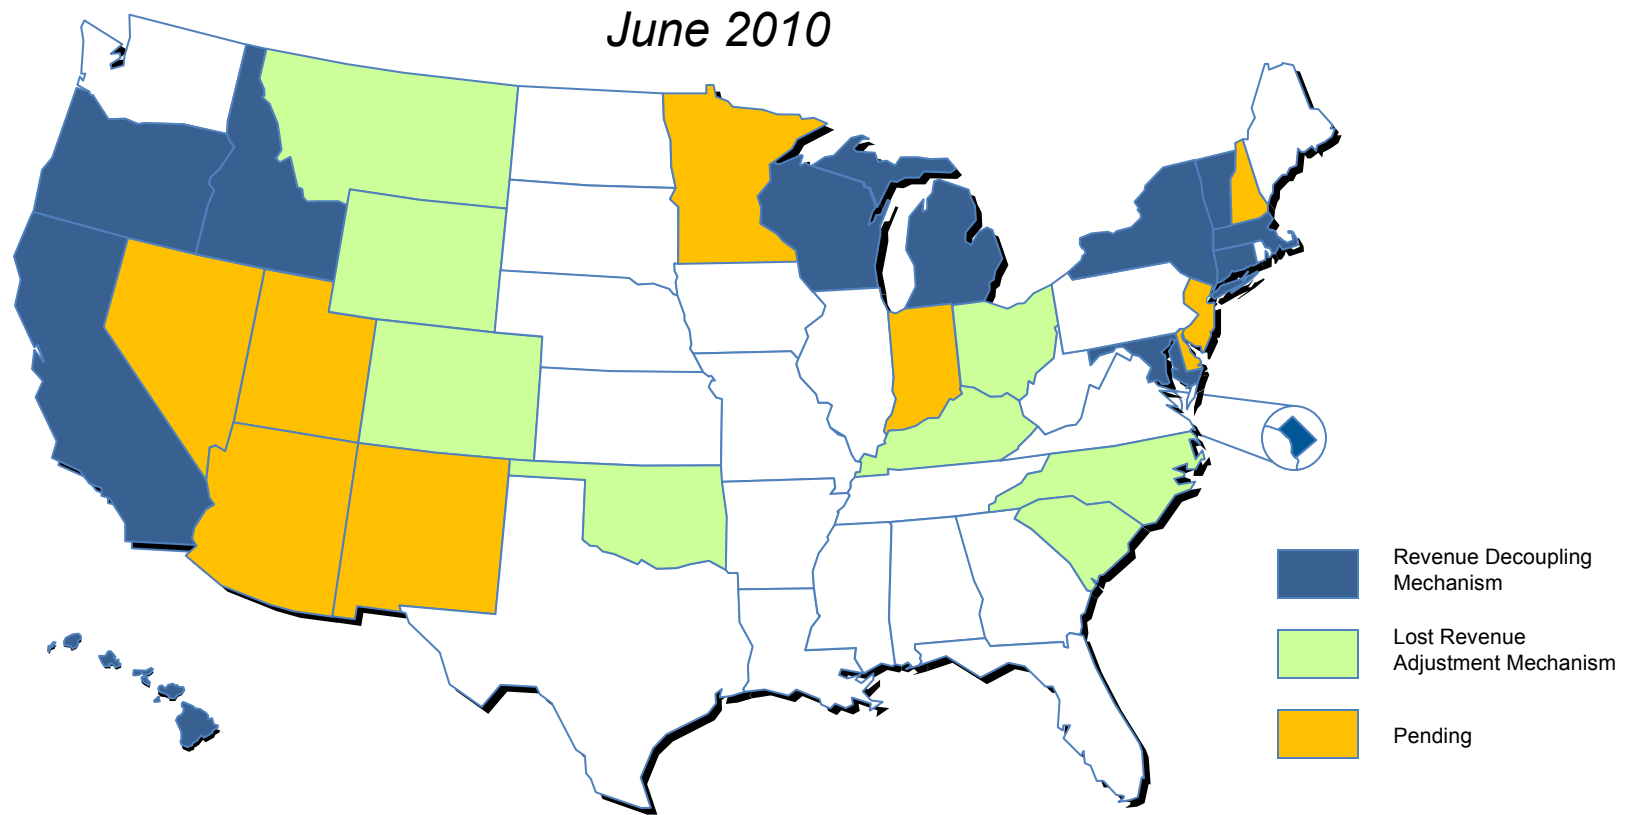 June 2010
Revenue Decoupling
Mechanism
Lost Revenue
Adjustment Mechanism
Pending